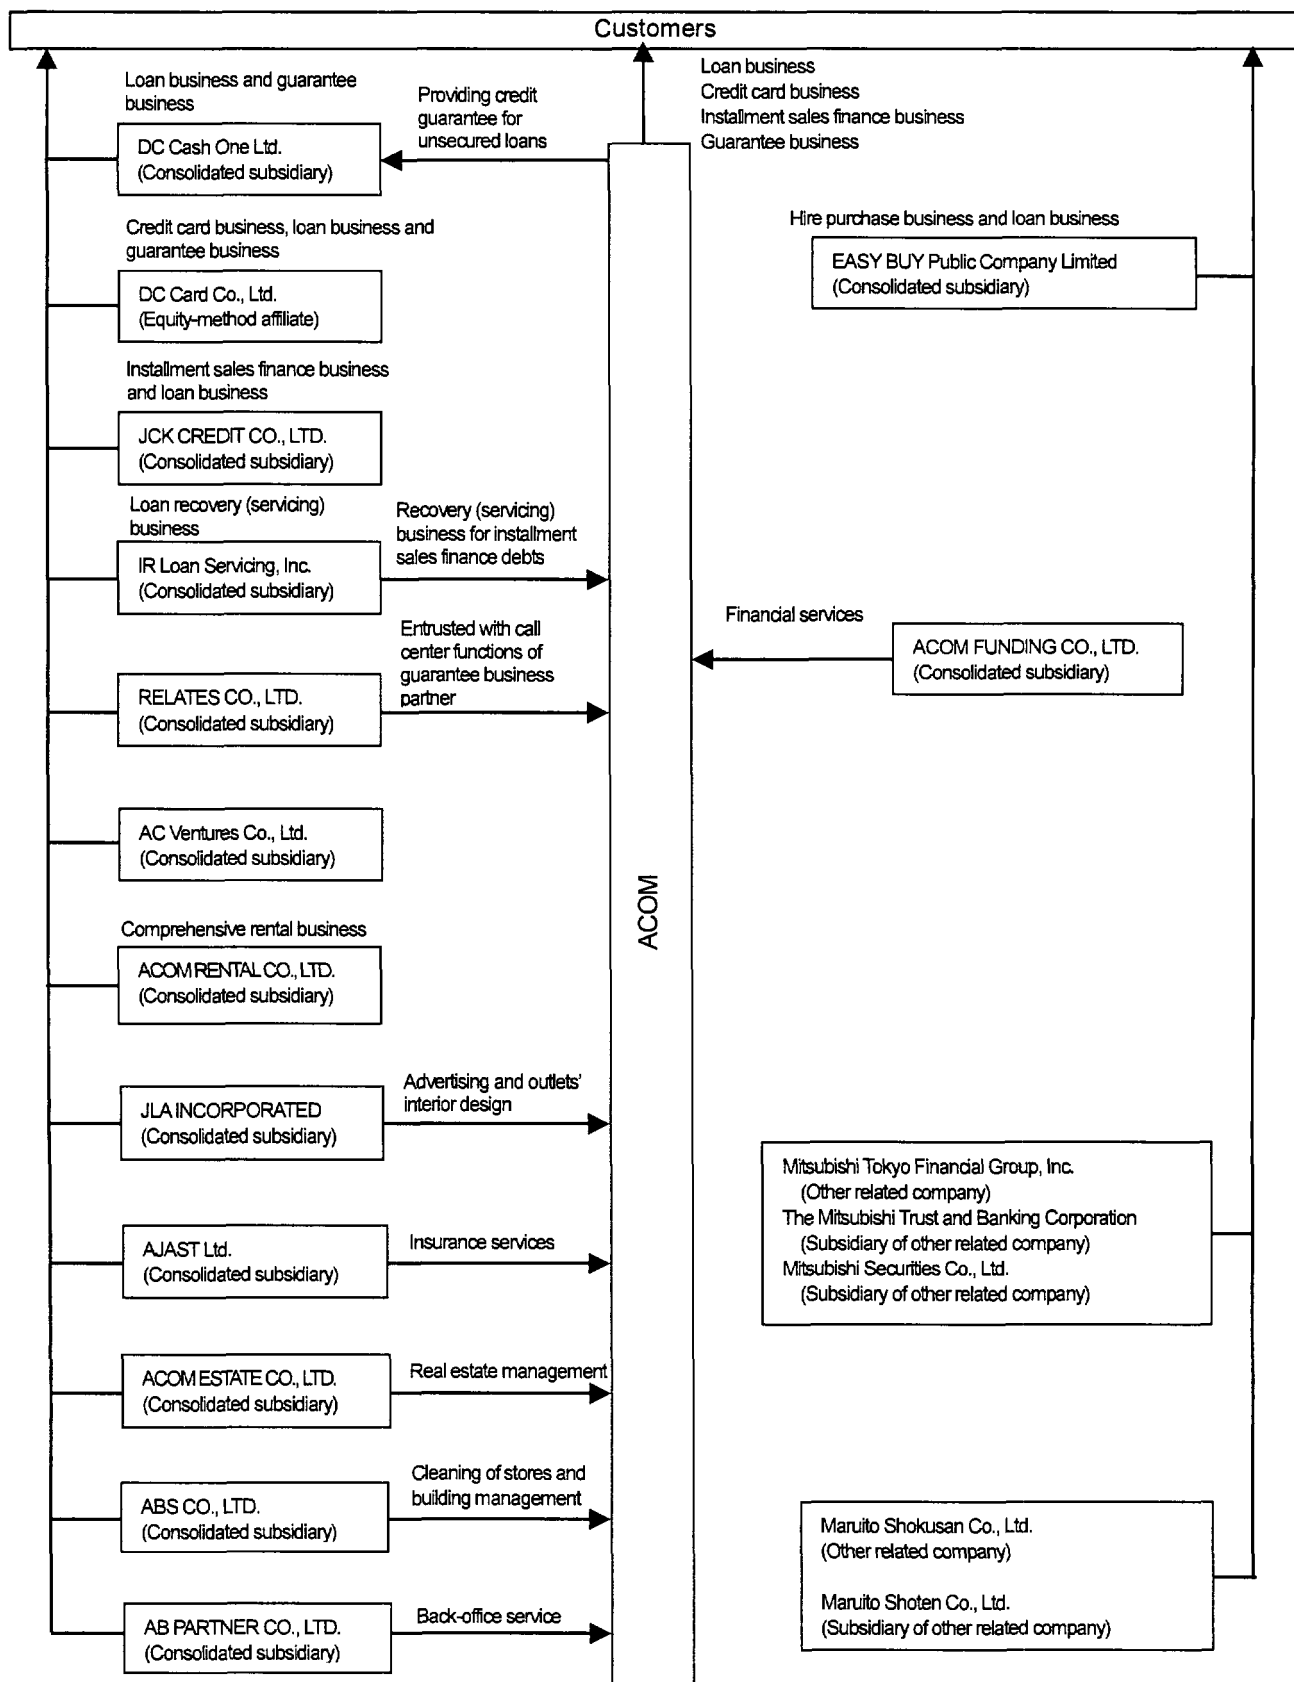 Customers
Loan business and guarantee
business
DC Cash One Ltd.
(Consolidated subsidiary)
Providing credit
guarantee for
unsecured loans
Loan business
Credit card business
Installment sales finance business
Guarantee business
Credit card business, loan business and
guarantee business
DC Card Co., Ltd.
(Equity-method affiliate)
Hire purchase business and loan business
EASY BUY Public Company Limited
(Consolidated subsidiary)
Installment sales finance business
and loan business
JCK CREDIT CO., LTD.
(Consolidated subsidiary)
Loan recovery (servicing)
business
IR Loan Servicing, Inc.
(Consolidated subsidiary)
Recovery (servicing)
business for installment
sales finance debts
Entrusted with call
center functions of
guarantee business
partner
RELATES CO., LTD.
(Consolidated subsidiary)
Financial services
ACOM FUNDING CO., LTD.
(Consolidated subsidiary)
AC Ventures Co., Ltd.
(Consolidated subsidiary)
ACOM
Comprehensive rental business
ACOM RENTAL CO., LTD.
(Consolidated subsidiary)
JLA INCORPORATED
(Consolidated subsidiary)
Advertising and outlets'
interior design
Mitsubishi Tokyo Financial Group, Inc.
(Other related company)
The Mitsubishi Trust and Banking Corporation
(Subsidiary of other related company)
Mitsubishi Securities Co., Ltd.
(Subsidiary of other related company)
AJAST Ltd.
(Consolidated subsidiary)
Insurance services
ACOM ESTATE CO., LTD.
(Consolidated subsidiary)
Real estate management
ABS CO., LTD.
(Consolidated subsidiary)
Cleaning of stores and
building management
Maruito Shokusan Co., Ltd.
(Other related company)
Maruito Shoten Co., Ltd.
(Subsidiary of other related company)
AB PARTNER CO., LTD.
(Consolidated subsidiary)
Back-office service